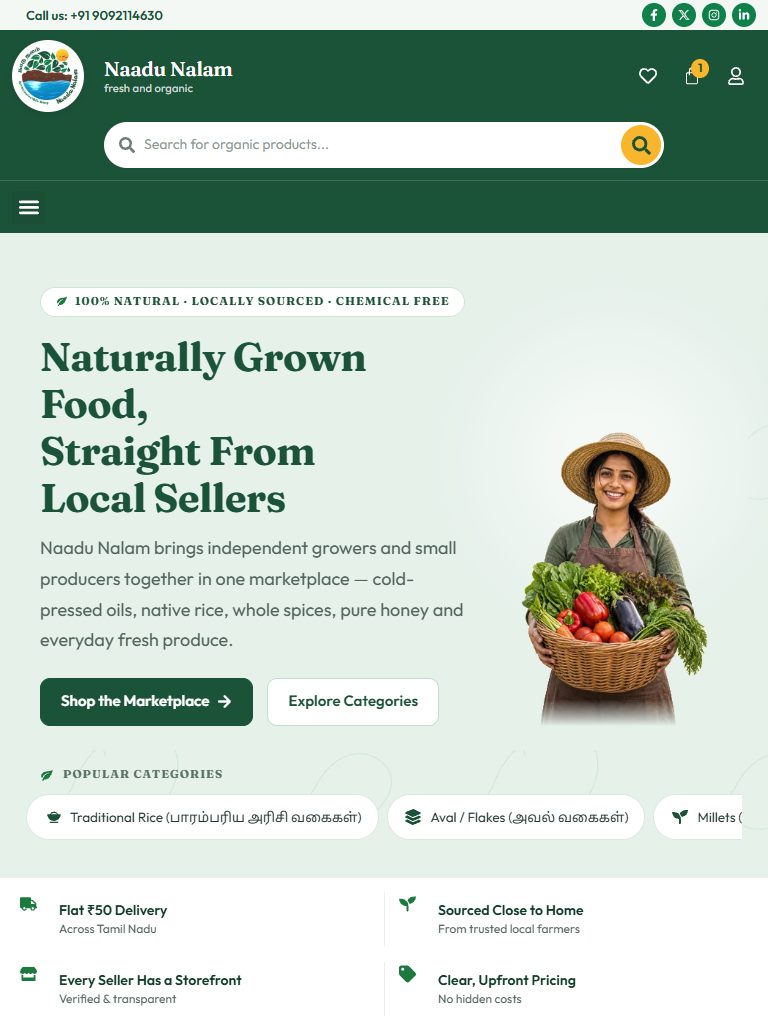 Call us: +91 9092114630
Naadu Nalam
fresh and organic
1
Search for organic products...
100% NATURAL · LOCALLY SOURCED · CHEMICAL FREE
Naturally Grown
Food,
Straight From
Local Sellers
Naadu Nalam brings independent growers and small
producers together in one marketplace — cold-
pressed oils, native rice, whole spices, pure honey and
everyday fresh produce.
Shop the Marketplace
Explore Categories
POPULAR CATEGORIES
Traditional Rice (பாரம்பரிய அரிசி வகைகள்)
Aval / Flakes (அவல் வகைகள்)
Millets (
Flat ₹50 Delivery
Across Tamil Nadu
Sourced Close to Home
From trusted local farmers
Every Seller Has a Storefront
Verified & transparent
Clear, Upfront Pricing
No hidden costs